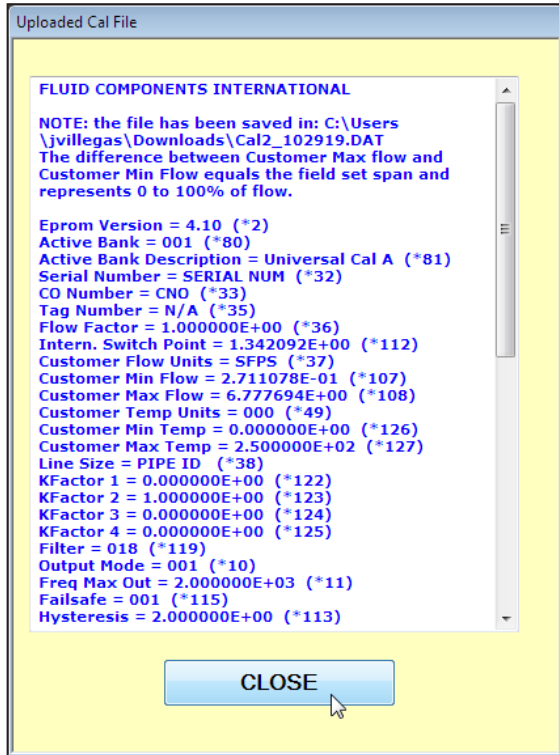 Uploaded Cal File
FLUID COMPONENTS INTERNATIONAL
NOTE: the file has been saved in: C:\Users
\jvillegas\Downloads\Cal2_102919.DAT
The difference between Customer Max flow and
Customer Min Flow equals the field set span and
represents 0 to 100% of flow.
Eprom Version = 4.10  (*2)
Active Bank = 001  (*80)
Active Bank Description = Universal Cal A  (*81)
Serial Number = SERIAL NUM  (*32)
CO Number = CNO  (*33)
Tag Number = N/A  (*35)
Flow Factor = 1.000000E+00  (*36)
Intern. Switch Point = 1.342092E+00  (*112)
Customer Flow Units = SFPS  (*37)
Customer Min Flow = 2.711078E-01  (*107)
Customer Max Flow = 6.777694E+00  (*108)
Customer Temp Units = 000  (*49)
Customer Min Temp = 0.000000E+00  (*126)
Customer Max Temp = 2.500000E+02  (*127)
Line Size = PIPE ID  (*38)
KFactor 1 = 0.000000E+00  (*122)
KFactor 2 = 1.000000E+00  (*123)
KFactor 3 = 0.000000E+00  (*124)
KFactor 4 = 0.000000E+00  (*125)
Filter = 018  (*119)
Output Mode = 001  (*10)
Freq Max Out = 2.000000E+03  (*11)
Failsafe = 001  (*115)
Hysteresis = 2.000000E+00  (*113)
CLOSE